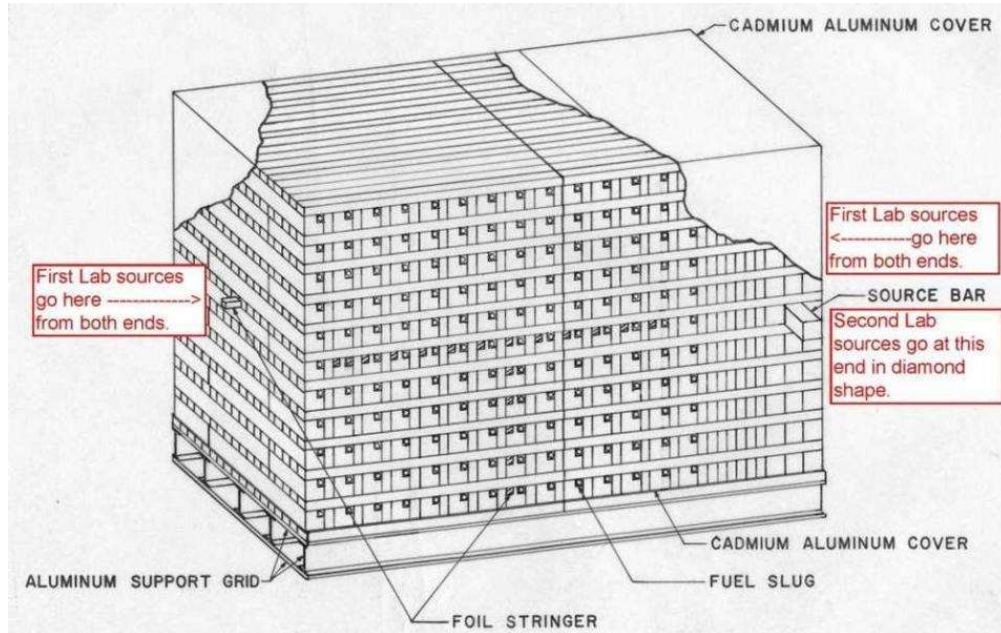 CADMIUM ALUMINUM COVER
First Lab sources
<-----------go here
from both ends.
First Lab sources
go here ------------->
from both ends.
SOURCE BAR
Second Lab
sources go at this
end in diamond
shape.
CADMIUM ALUMINUM COVER
ALUMINUM SUPPORT GRID
FUEL SLUG
FOIL STRINGER